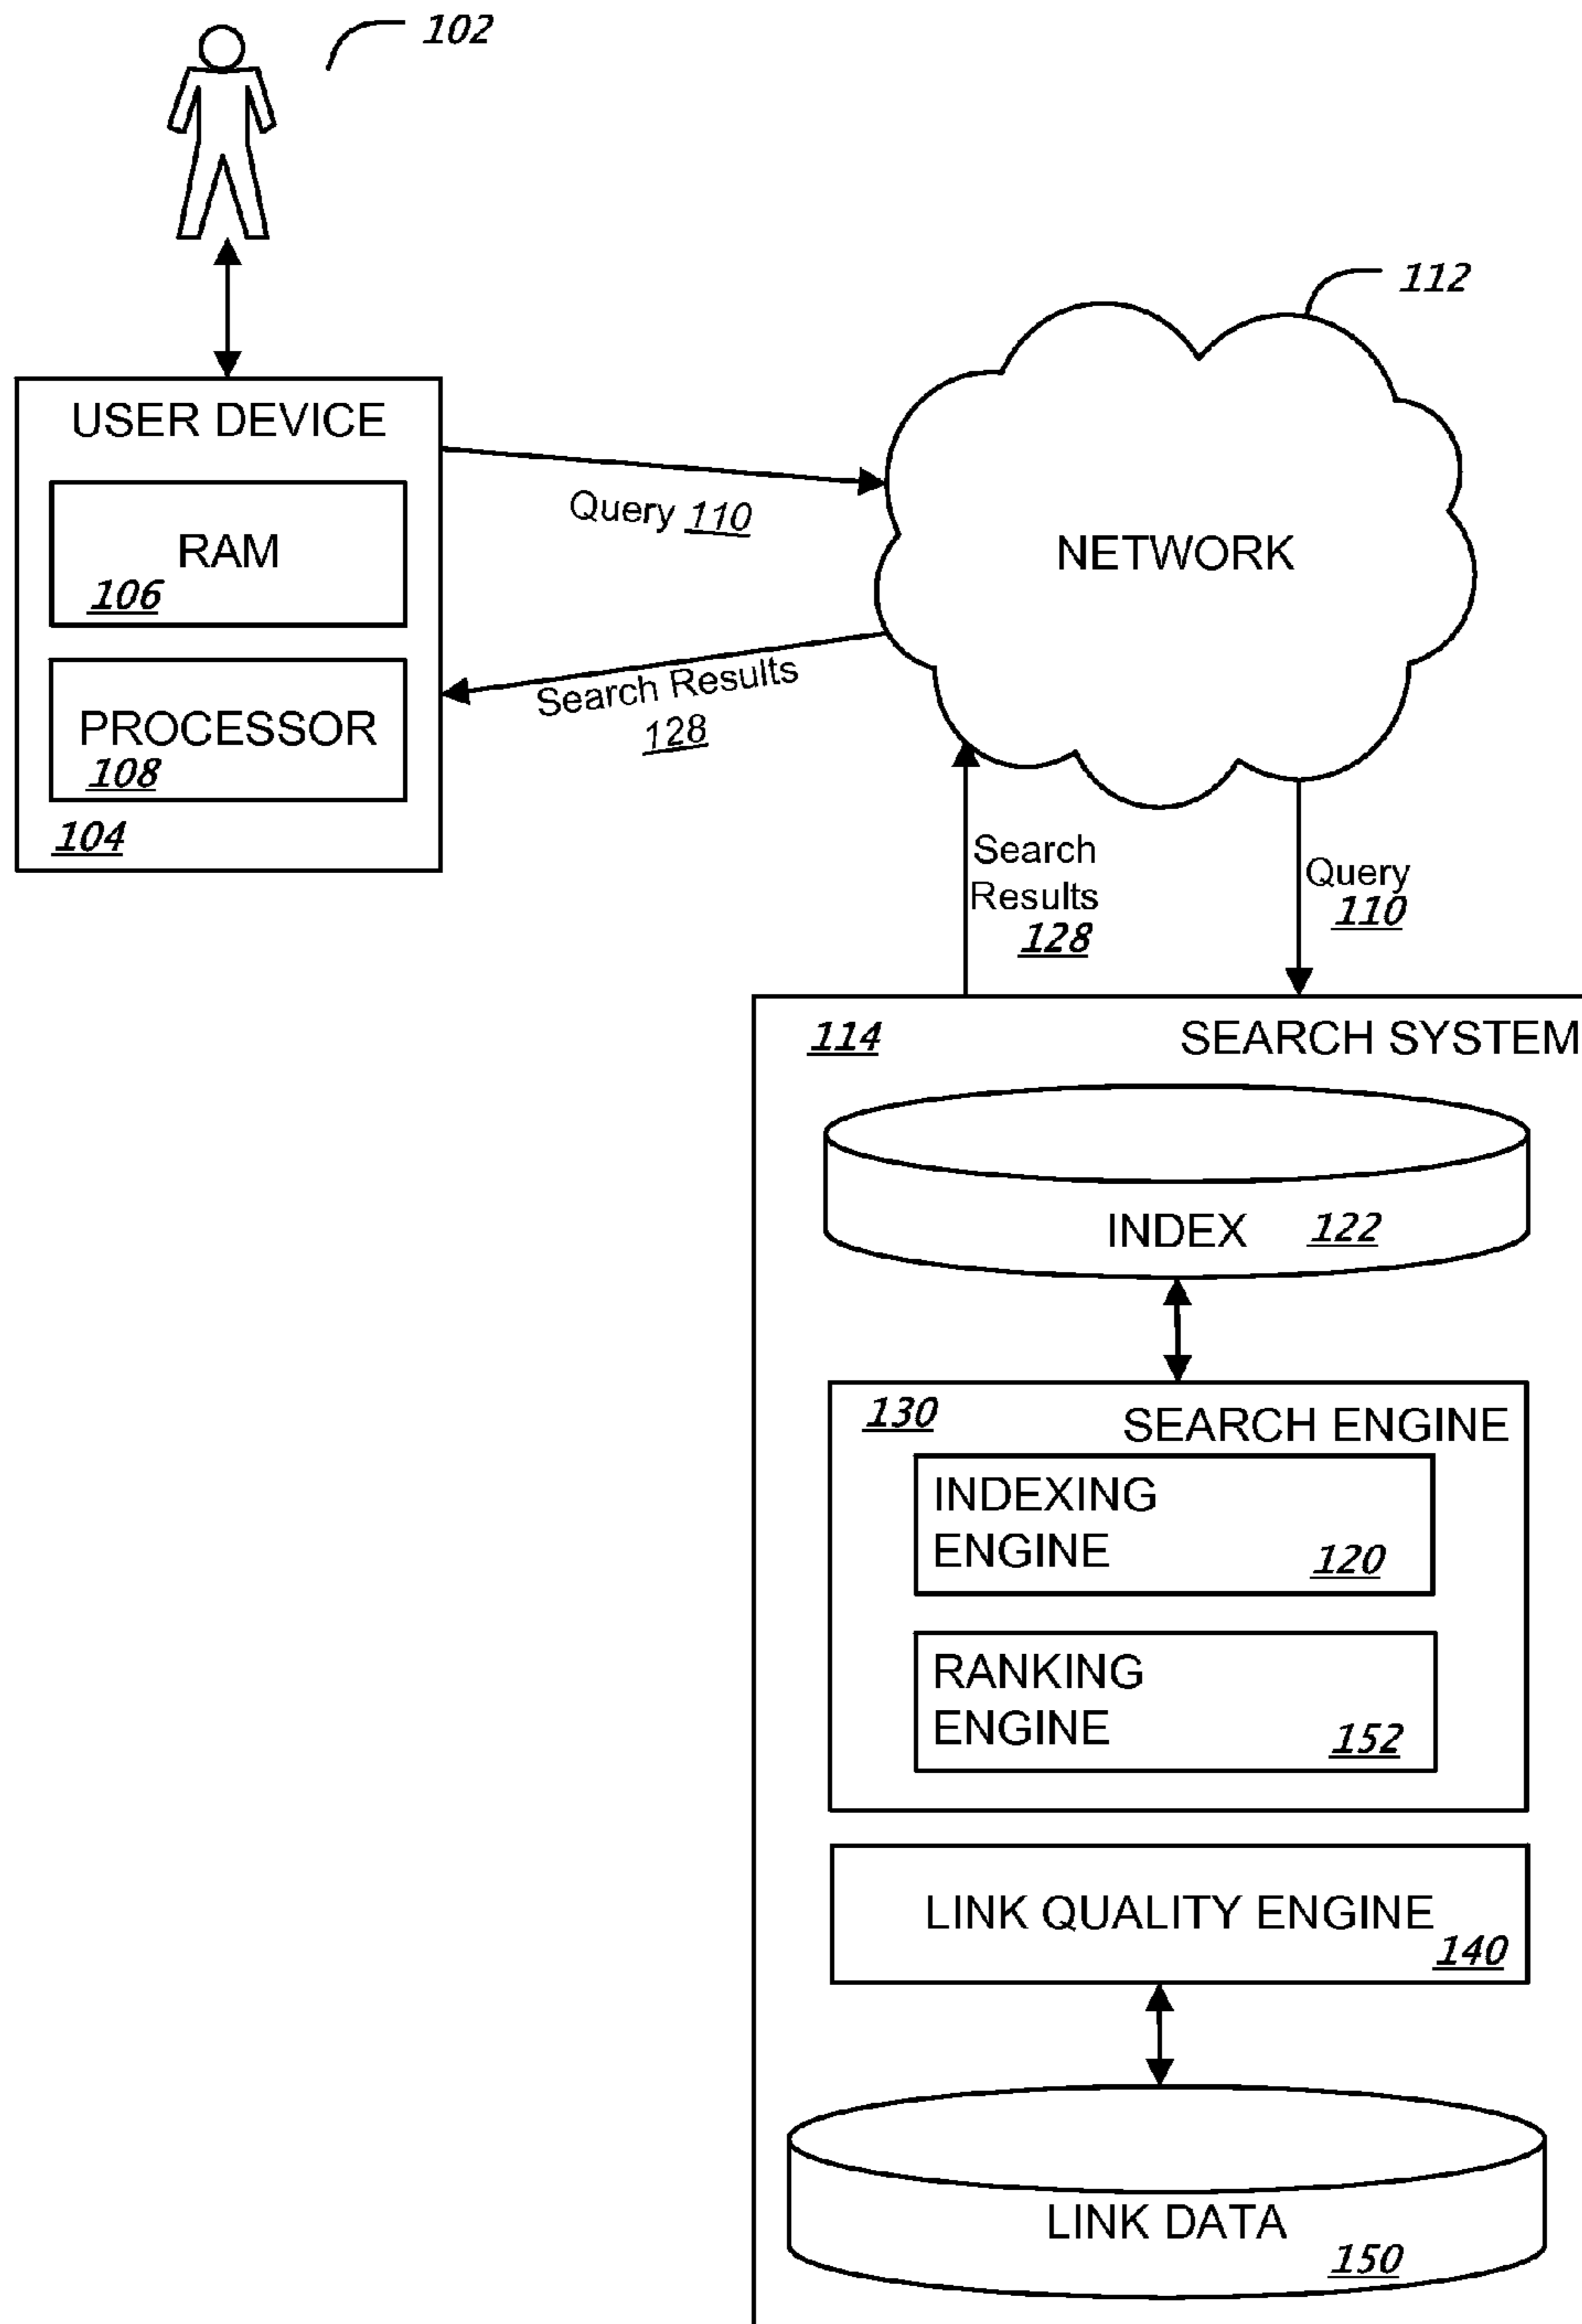 102
112
USER DEVICE
RAM
106
PROCESSOR
108
104
Query 110
Search Results
128
NETWORK
Search
Results
128
Query
110
114 SEARCH SYSTEM
INDEX 122
130 SEARCH ENGINE
INDEXING
ENGINE 120
RANKING
ENGINE 152
LINK QUALITY ENGINE
140
LINK DATA
150